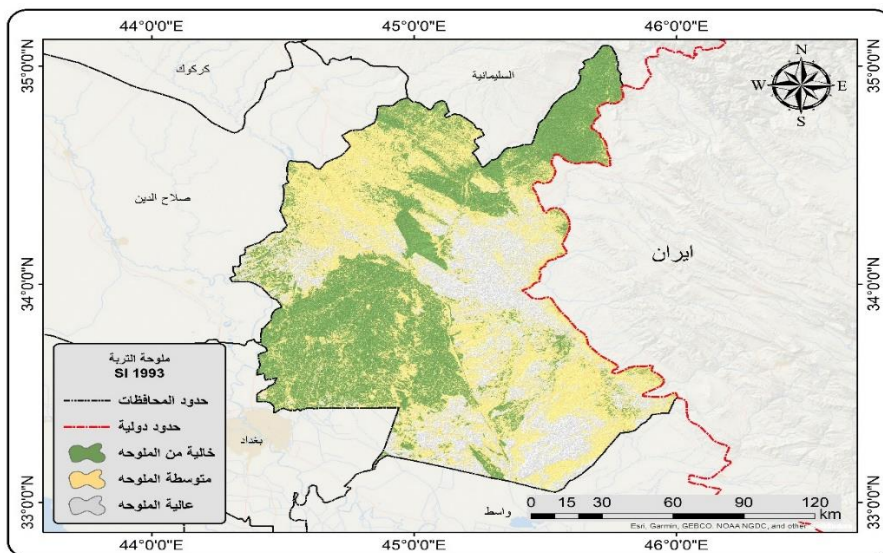 44°0'0"E
45°0'0"E
46°0'0"E
35°0'0"N
35°0'0"N
كركوك
السليمانية
N
W
E
S
صلاح الدين
ايران
34°0'0"N
34°0'0"N
ملوحة التربة
SI 1993
حدود المحافظات
حدود دولية
خالية من الملوحه
متوسطة الملوحه
عالية الملوحه
بغداد
واسط
0 15 30 60 90 120
km
Esri, Garmin, GEBCO, NOAA NGDC, and other
33°0'0"N
33°0'0"N
44°0'0"E
45°0'0"E
46°0'0"E